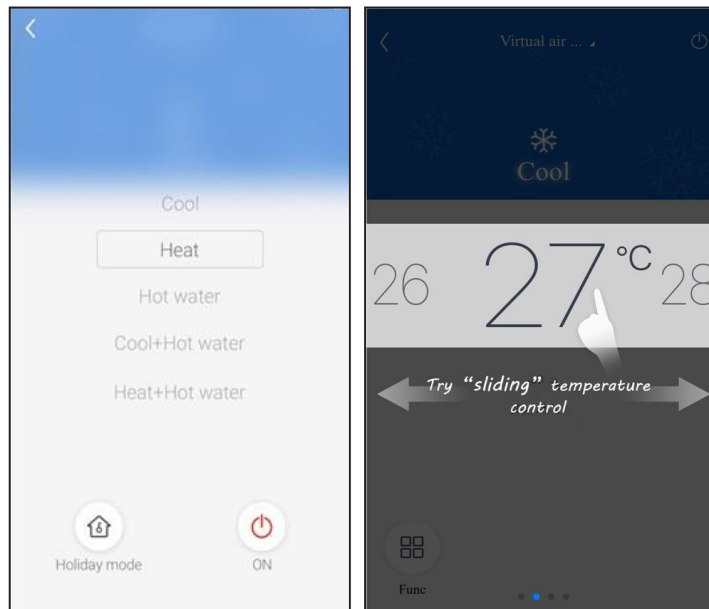 Cool
Heat
Hot water
Cool+Hot water
Heat+Hot water
Holiday mode
ON
Virtual air ...
Cool
26
27°C
28
Try “sliding” temperature
control
Func